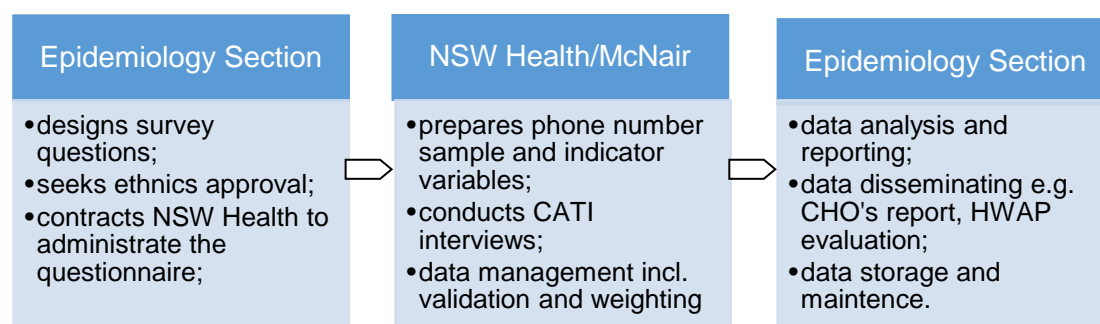 Epidemiology Section
•designs survey
questions;
•seeks ethnics approval;
•contracts NSW Health to
administrate the
questionnaire;
NSW Health/McNair
•prepares phone number
sample and indicator
variables;
•conducts CATI
interviews;
•data management incl.
validation and weighting
Epidemiology Section
•data analysis and
reporting;
•data disseminating e.g.
CHO's report, HWAP
evaluation;
•data storage and
maintence.